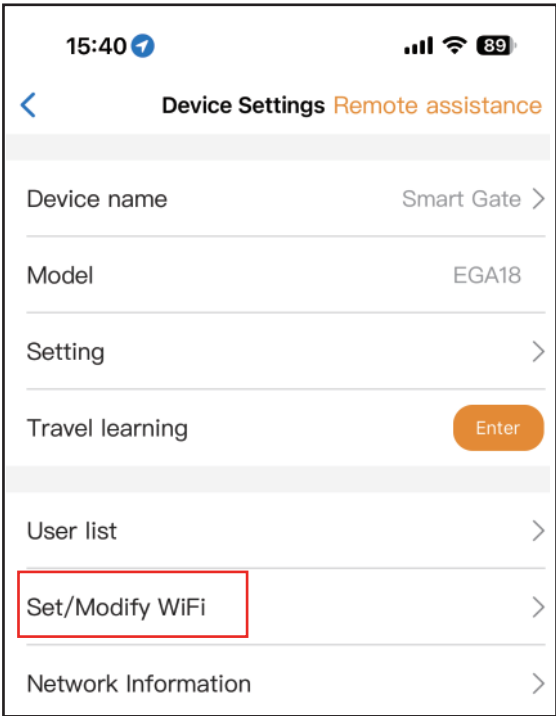 15:40 89
Device Settings Remote assistance
Device name Smart Gate
Model EGA18
Setting
Travel learning Enter
User list
Set/Modify WiFi
Network Information